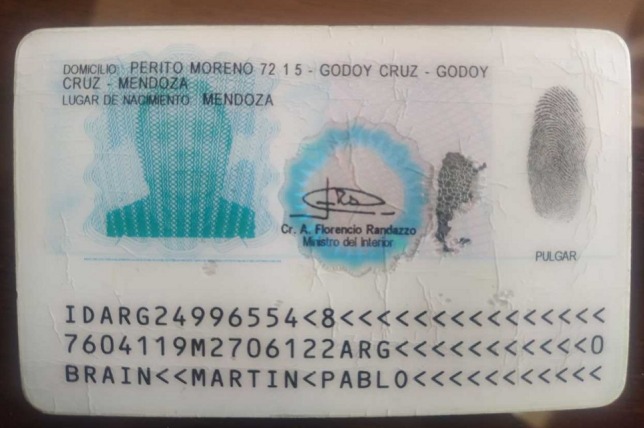 DOMICILIO: PERITO MORENO 72 1 5 - GODOY CRUZ - GODOY
CRUZ - MENDOZA
LUGAR DE NACIMIENTO MENDOZA
Cr. A. Florencio Randazzo
Ministro del Interior
PULGAR
IDARG24996554<8<<<<<<<<<<<<<<<
7604119M2706122ARG<<<<<<<<<<<0
BRAIN<<MARTIN<PABLO<<<<<<<<<<<